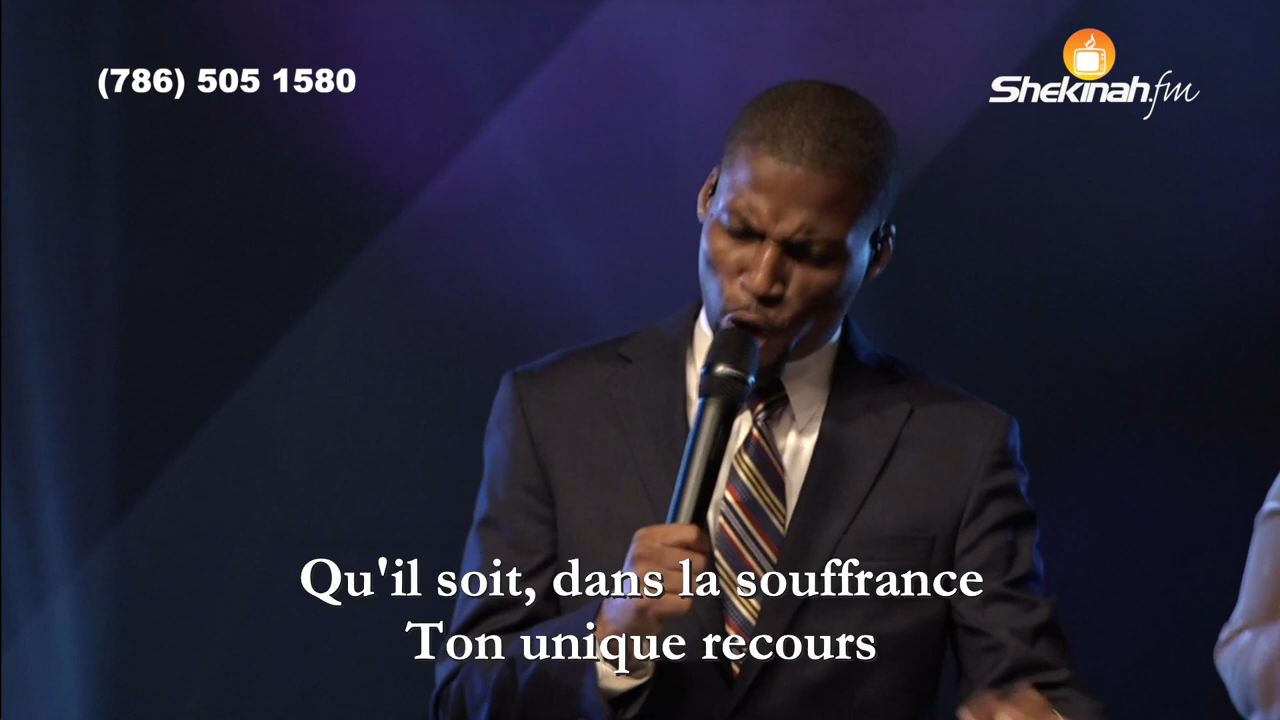 (786) 505 1580
Shekinah.fm
Qu'il soit, dans la souffrance
Ton unique recours